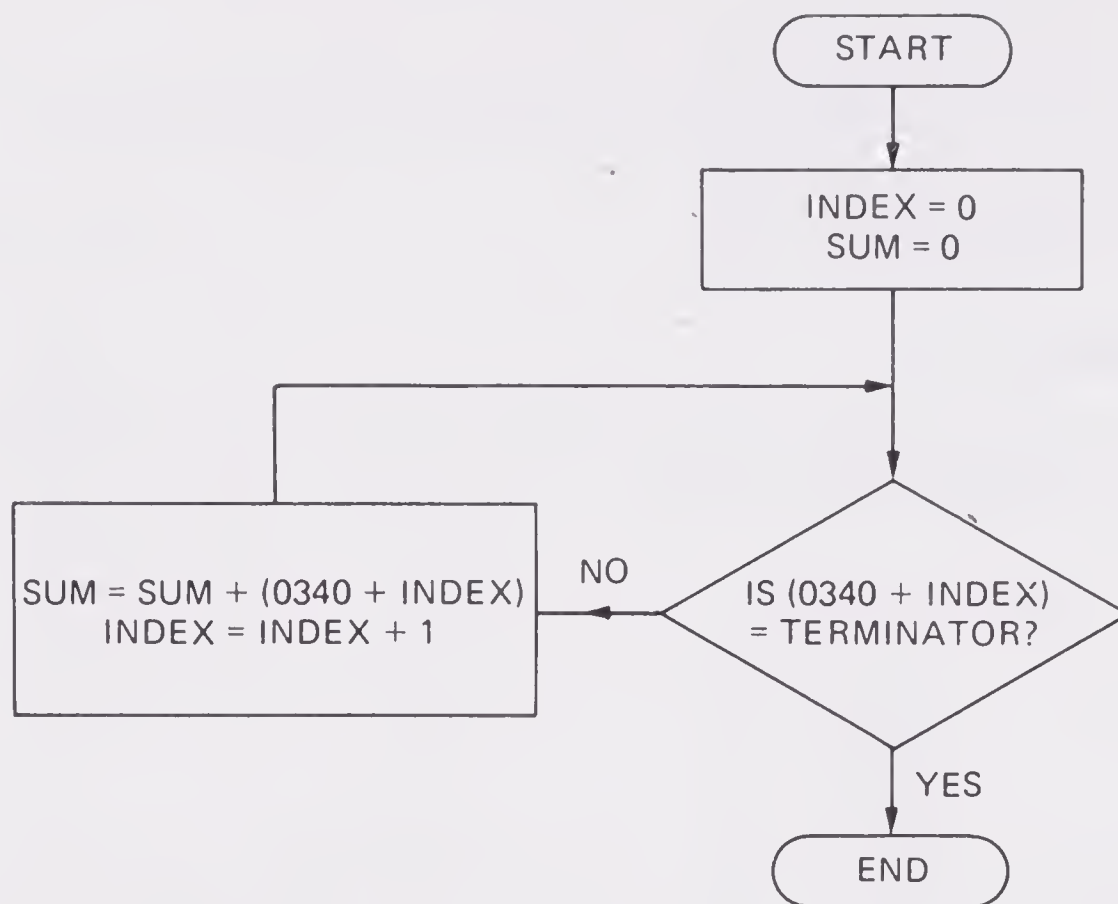 START
INDEX = 0
SUM = 0
SUM = SUM + (0340 + INDEX)
INDEX = INDEX + 1
NO
IS (0340 + INDEX)
= TERMINATOR?
YES
END